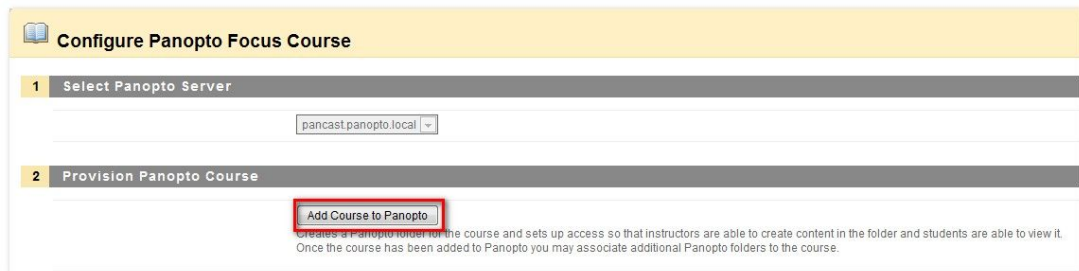 Configure Panopto Focus Course
1 Select Panopto Server
pancast.panopto.local
2 Provision Panopto Course
Add Course to Panopto
Creates a Panopto folder for the course and sets up access so that instructors are able to create content in the folder and students are able to view it.
Once the course has been added to Panopto you may associate additional Panopto folders to the course.